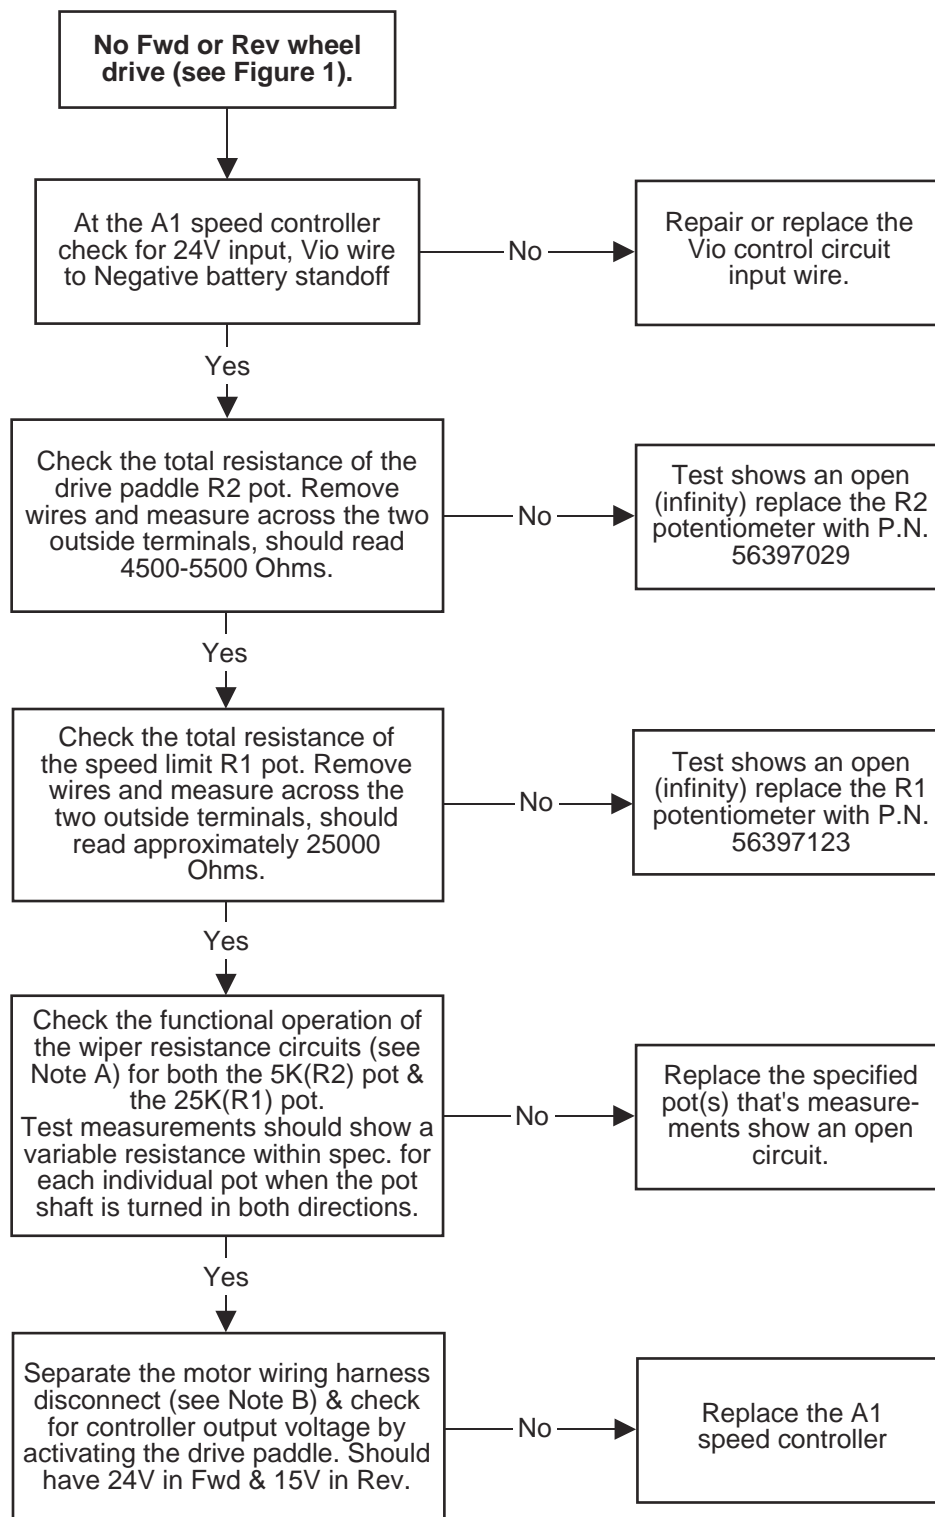 No Fwd or Rev wheel
drive (see Figure 1).
At the A1 speed controller
check for 24V input, Vio wire
to Negative battery standoff
No
Repair or replace the
Vio control circuit
input wire.
Yes
Check the total resistance of the
drive paddle R2 pot. Remove
wires and measure across the two
outside terminals, should read
4500-5500 Ohms.
No
Test shows an open
(infinity) replace the R2
potentiometer with P.N.
56397029
Yes
Check the total resistance of
the speed limit R1 pot. Remove
wires and measure across the
two outside terminals, should
read approximately 25000
Ohms.
No
Test shows an open
(infinity) replace the R1
potentiometer with P.N.
56397123
Yes
Check the functional operation of
the wiper resistance circuits (see
Note A) for both the 5K(R2) pot &
the 25K(R1) pot.
Test measurements should show a
variable resistance within spec. for
each individual pot when the pot
shaft is turned in both directions.
No
Replace the specified
pot(s) that's measure-
ments show an open
circuit.
Yes
Separate the motor wiring harness
disconnect (see Note B) & check
for controller output voltage by
activating the drive paddle. Should
have 24V in Fwd & 15V in Rev.
No
Replace the A1
speed controller